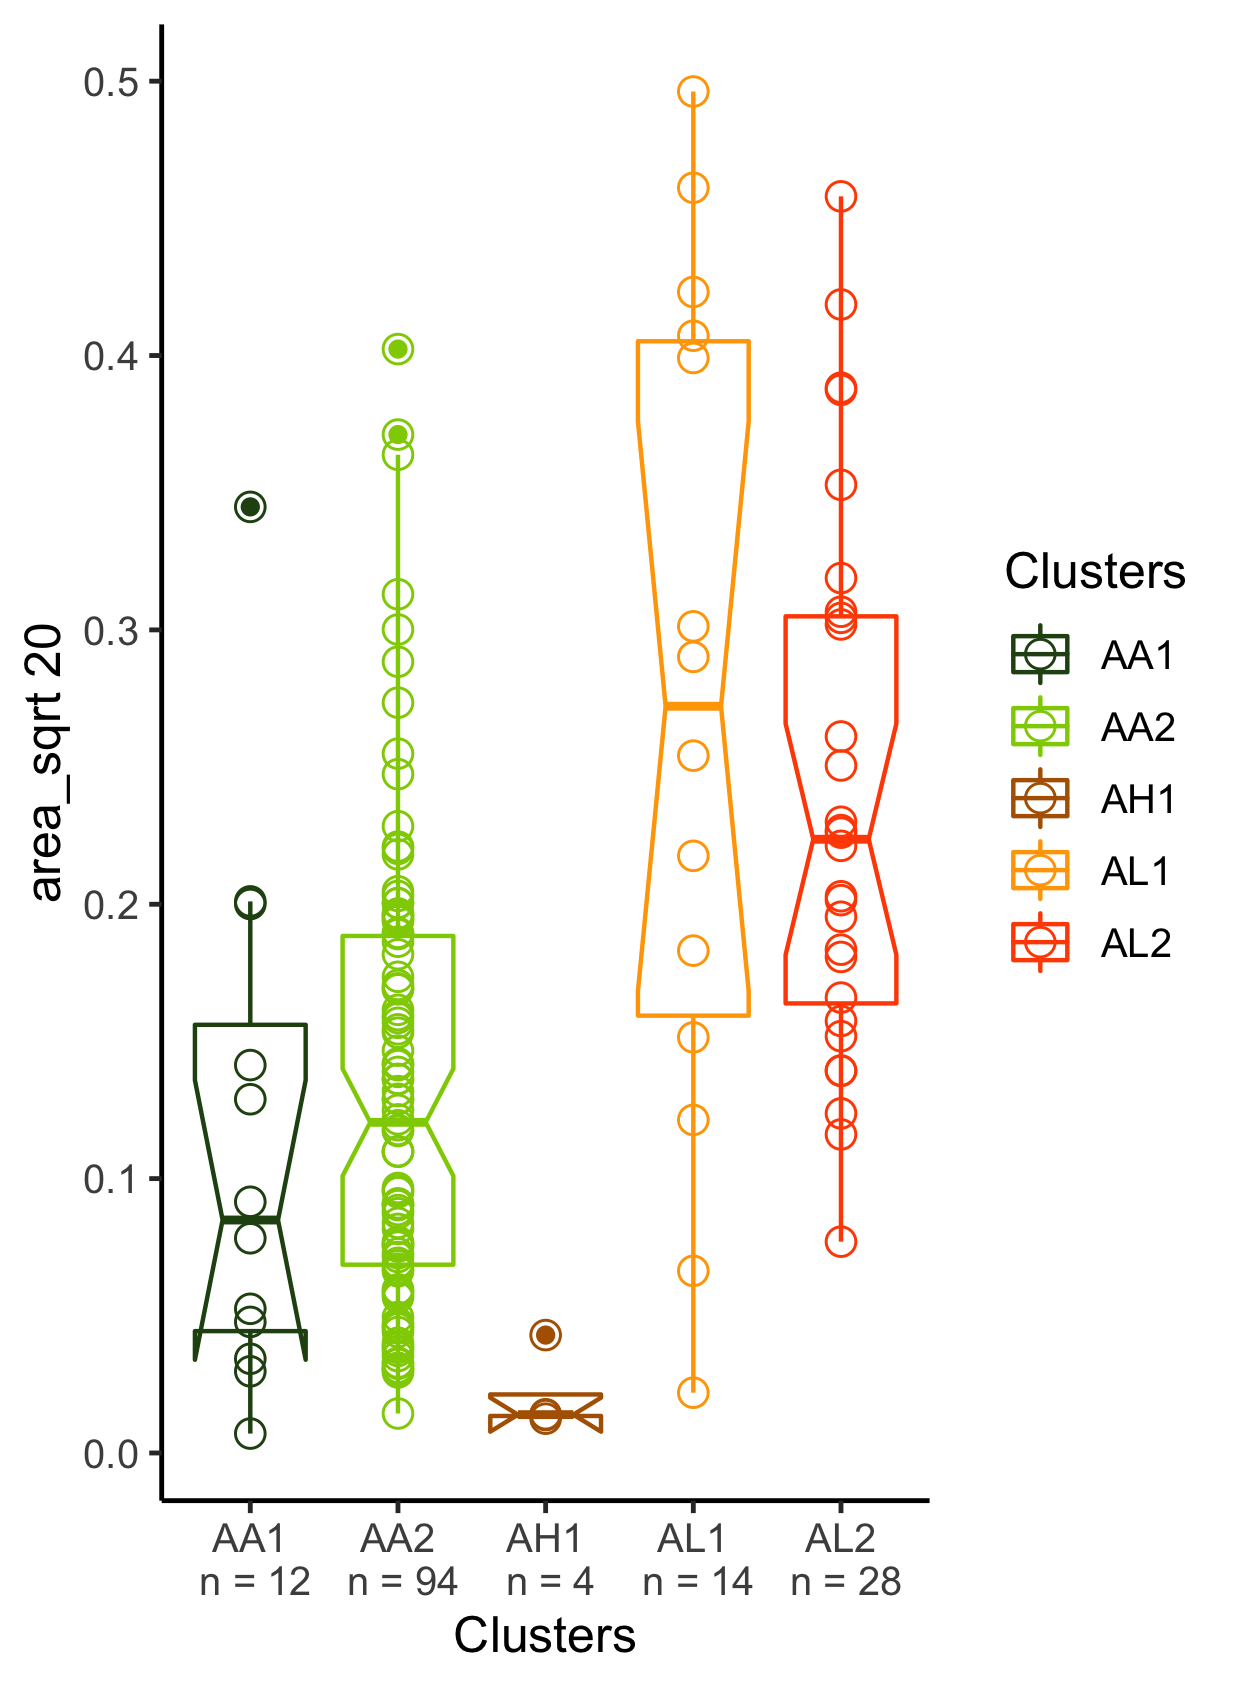 0.5
0.4
0.3
0.2
0.1
0.0
area_sqrt 20
AA1 AA2 AH1 AL1 AL2
n = 12 n = 94 n = 4 n = 14 n = 28
Clusters
Clusters
AA1
AA2
AH1
AL1
AL2